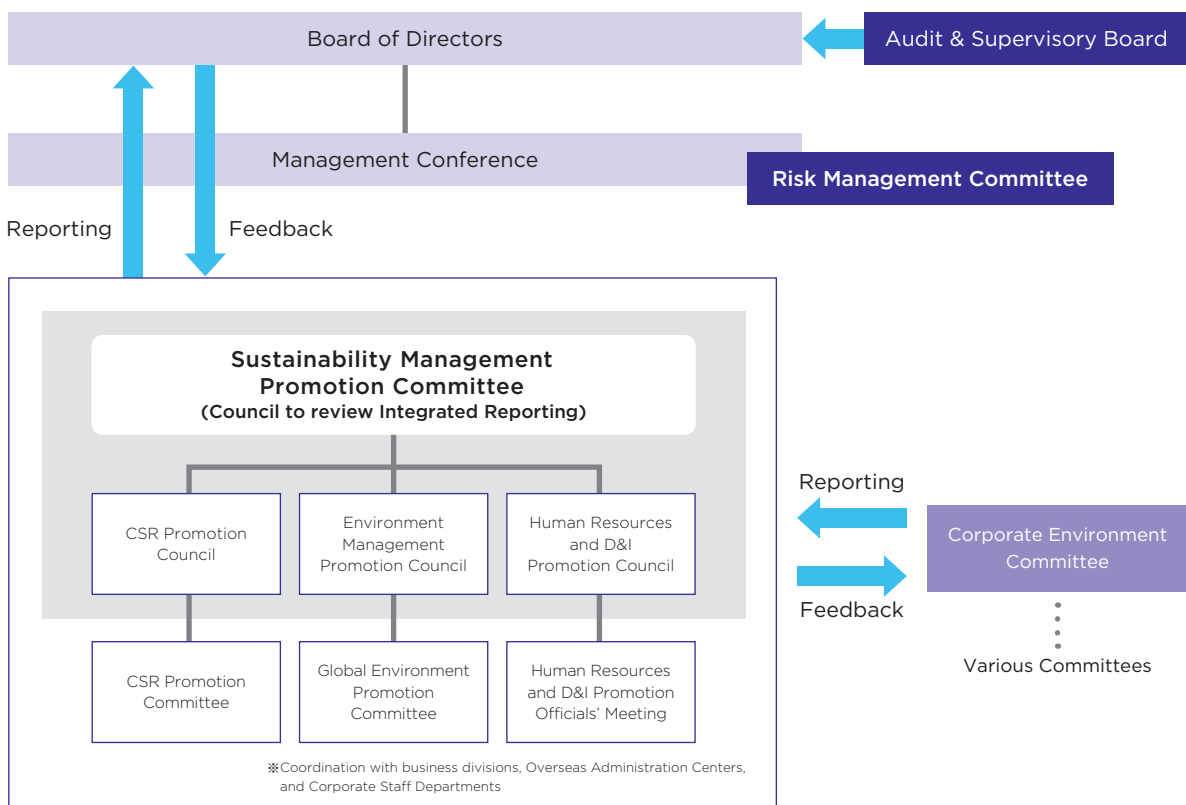 Board of Directors
Audit & Supervisory Board
Management Conference
Risk Management Committee
Reporting
Feedback
Sustainability Management
Promotion Committee
(Council to review Integrated Reporting)
CSR Promotion
Council
Environment
Management
Promotion Council
Human Resources
and D&I
Promotion Council
Reporting
Feedback
Corporate Environment
Committee
Various Committees
CSR Promotion
Committee
Global Environment
Promotion
Committee
Human Resources
and D&I Promotion
Officials' Meeting
※Coordination with business divisions, Overseas Administration Centers,
and Corporate Staff Departments